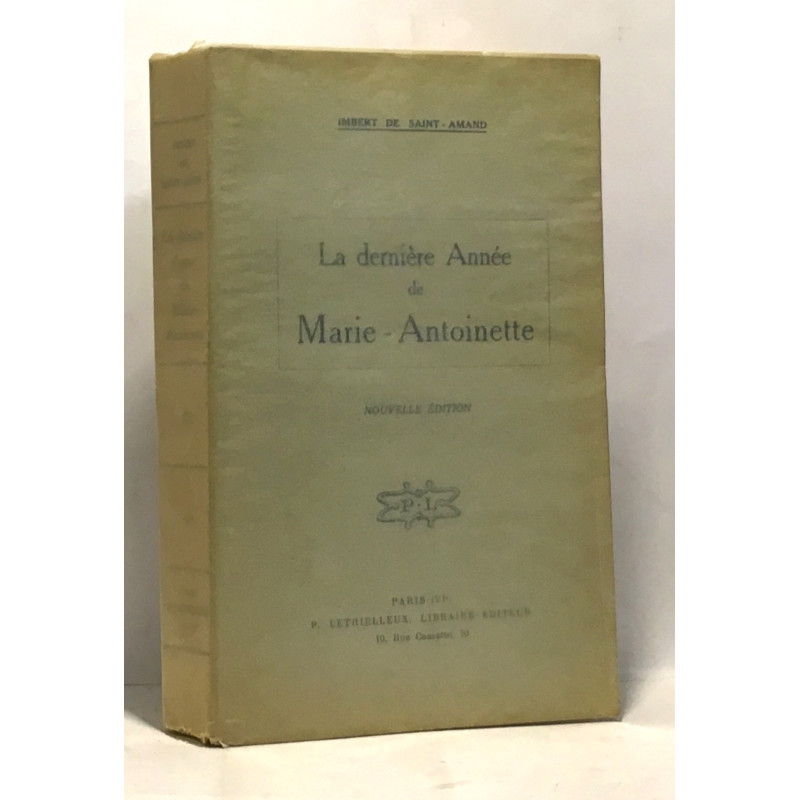 IMBERT DE SAINT-AMAND
La dernière Année
de
Marie-Antoinette
NOUVELLE ÉDITION
P. L
PARIS
P. LETHIELLEUX, LIBRAIRE ÉDITEUR
10, Rue Cassette, 10